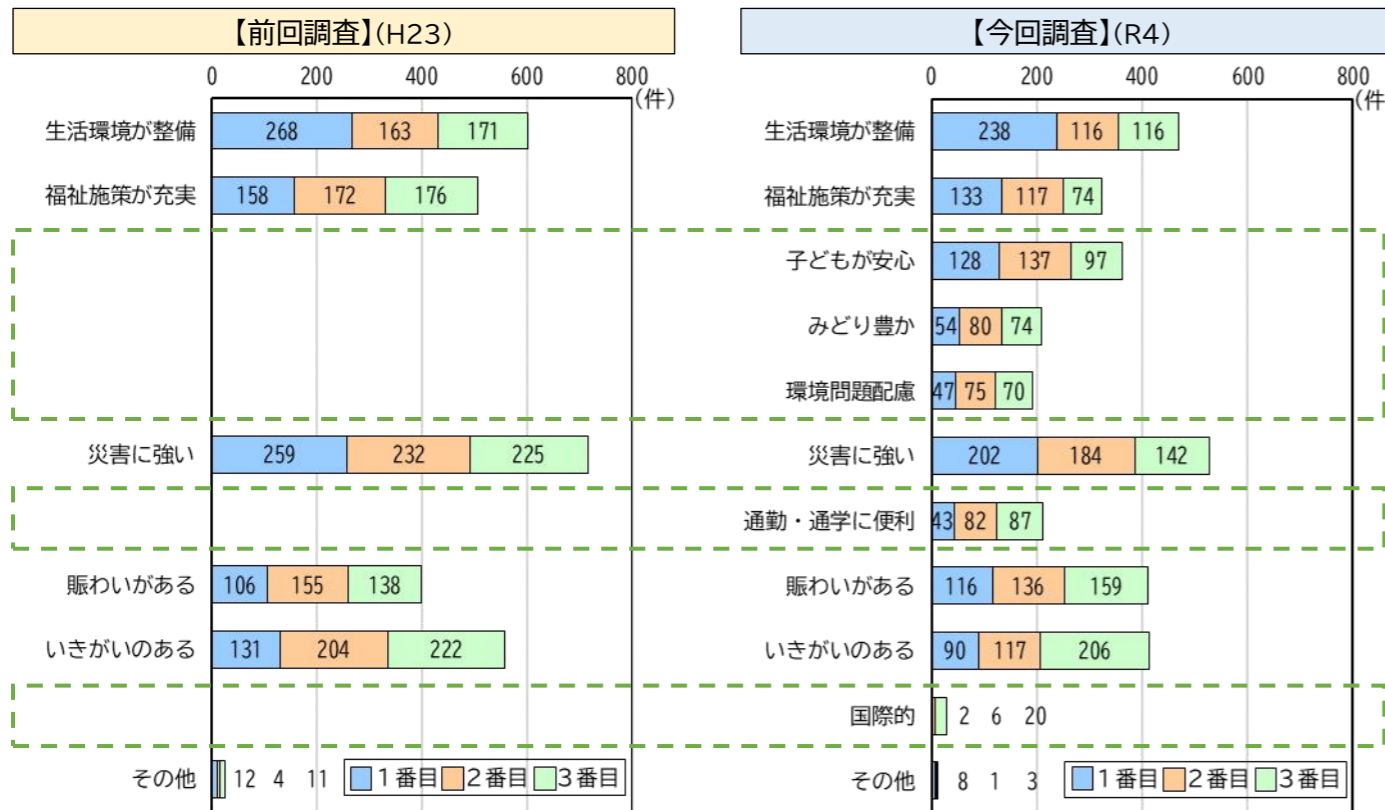 【前回調査】(H23)
0 200 400 600 800
(件)
生活環境が整備 268 163 171
福祉施策が充実 158 172 176
災害に強い 259 232 225
賑わいがある 106 155 138
いきがいのある 131 204 222
その他 12 4 11
1番目 2番目 3番目
【今回調査】(R4)
0 200 400 600 800
(件
生活環境が整備 238 116 116
福祉施策が充実 133 117 74
子どもが安心 128 137 97
みどり豊か 54 80 74
環境問題配慮 47 75 70
災害に強い 202 184 142
通勤・通学に便利 43 82 87
賑わいがある 116 136 159
いきがいのある 90 117 206
国際的 2 6 20
その他 8 1 3
1番目 2番目 3番目